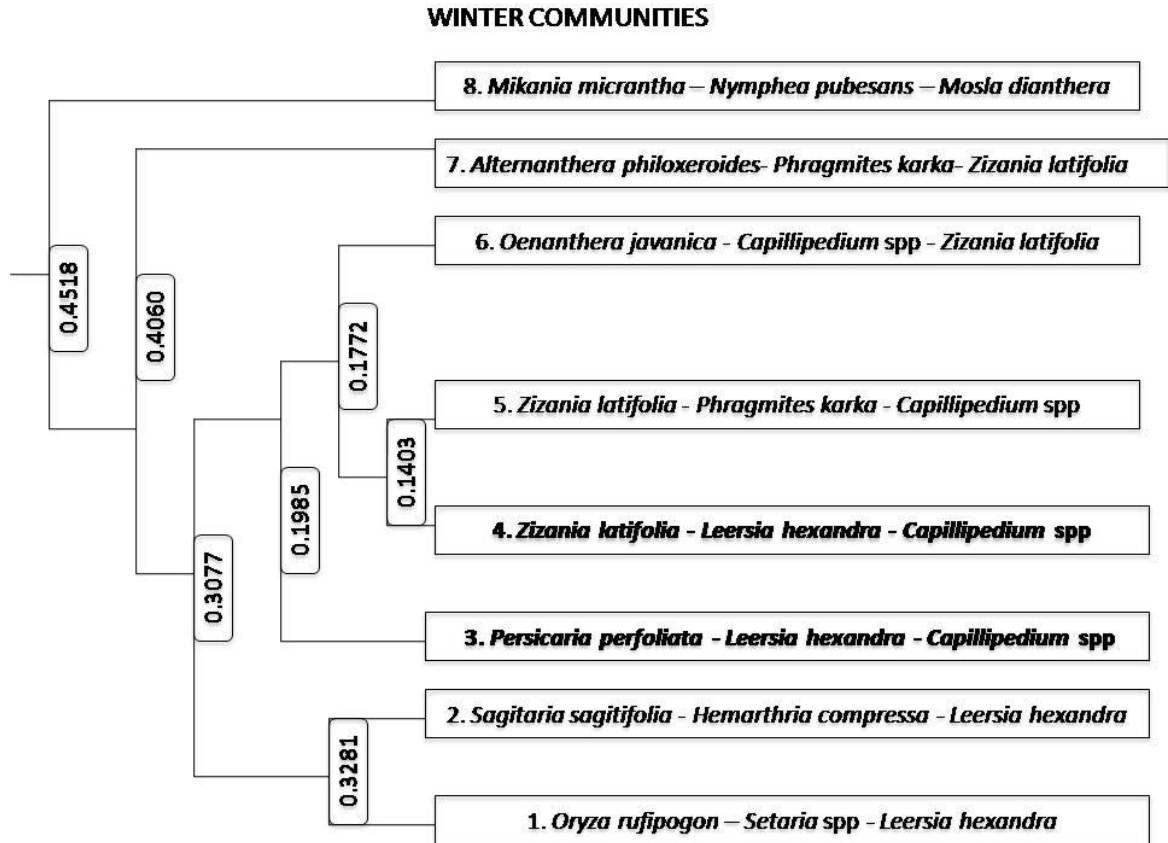 WINTER COMMUNITIES
8. Mikania micrantha – Nymphea pubesans – Mosla dianthera
7. Alternanthera philoxeroides- Phragmites karka- Zizania latifolia
6. Oenanthera javanica - Capillipedium spp - Zizania latifolia
0.4518
0.4060
0.1772
5. Zizania latifolia - Phragmites karka - Capillipedium spp
0.1403
0.1985
4. Zizania latifolia - Leersia hexandra - Capillipedium spp
0.3077
3. Persicaria perfoliata - Leersia hexandra - Capillipedium spp
2. Sagitaria sagitifolia - Hemarthria compressa - Leersia hexandra
0.3281
1. Oryza rufipogon – Setaria spp - Leersia hexandra